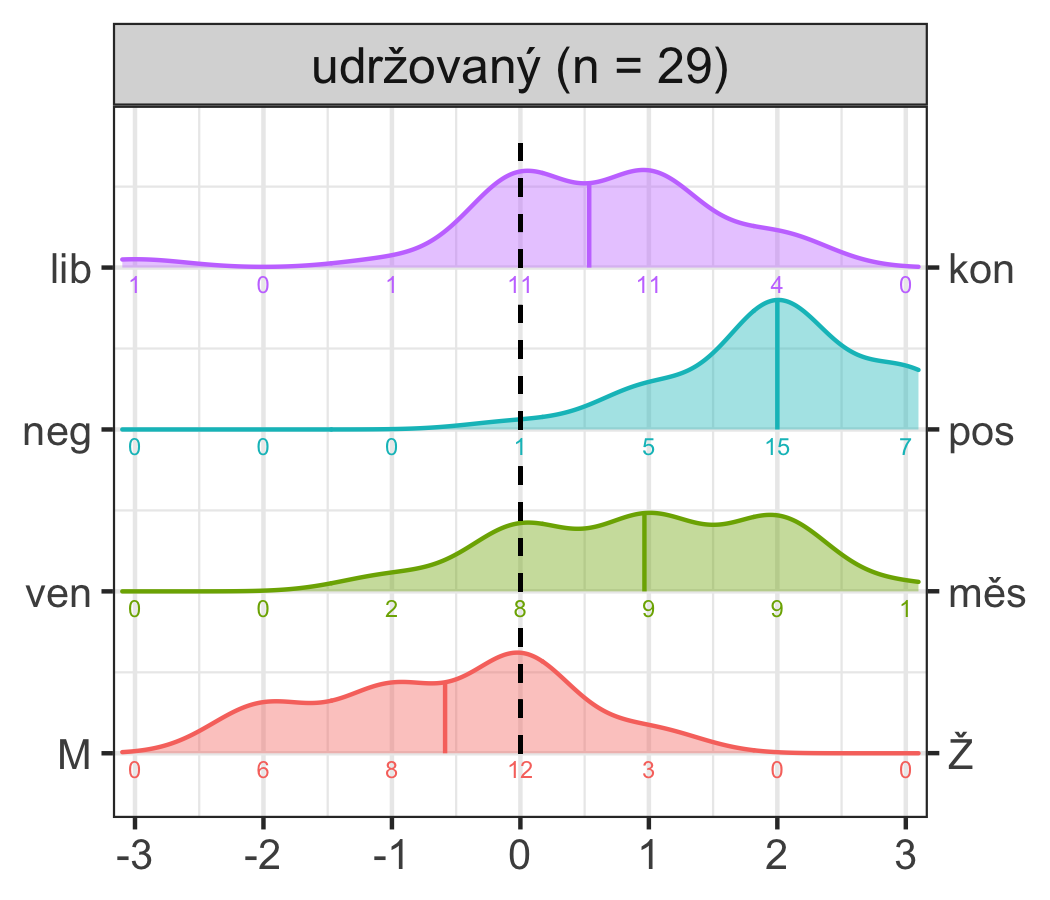 udržovaný (n = 29)
lib kon
1 0 1 11 11 4 0
neg pos
0 0 0 1 5 15 7
ven měs
0 0 2 8 9 9 1
M Ž
0 6 8 12 3 0 0
-3 -2 -1 0 1 2 3